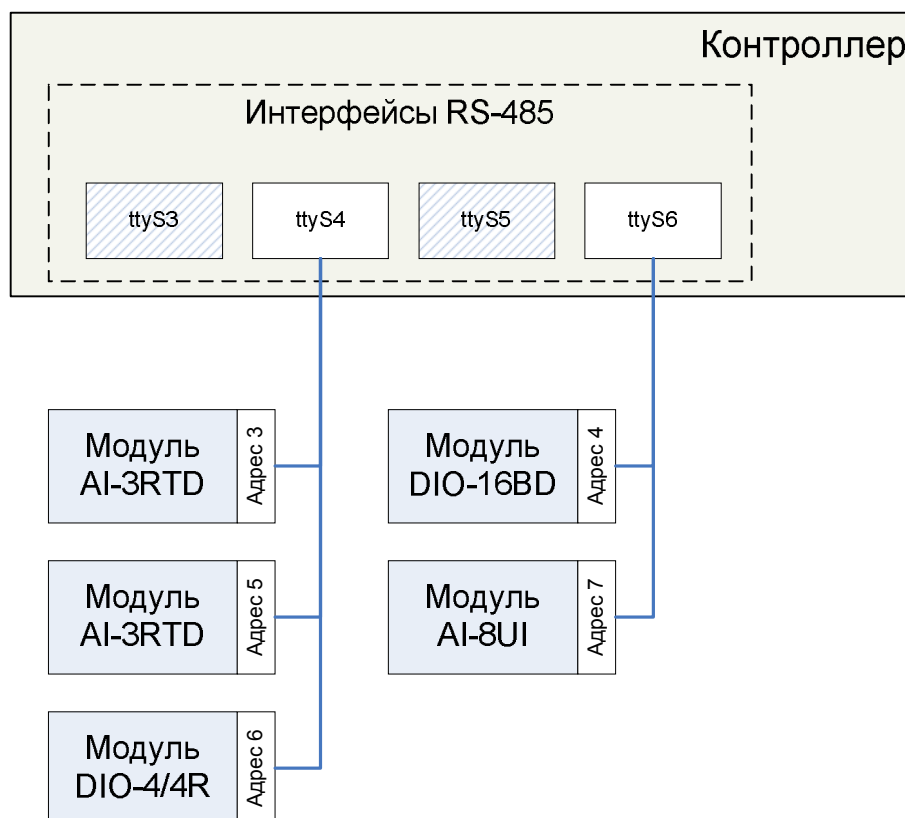 Контроллер
Интерфейсы RS-485
ttyS3
ttyS4
ttyS5
ttyS6
Модуль
AI-3RTD
Адрес 3
Модуль
DIO-16BD
Адрес 4
Модуль
AI-3RTD
Адрес 5
Модуль
AI-8UI
Адрес 7
Модуль
DIO-4/4R
Адрес 6